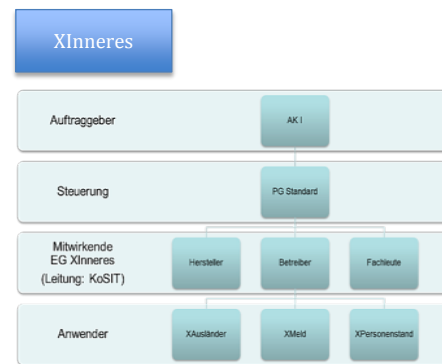 XInneres
Auftraggeber
AK I
Steuerung
PG Standard
Mitwirkende
EG XInneres
(Leitung: KoSIT)
Hersteller
Betreiber
Fachleute
Anwender
XAusländer
XMeld
XPersonenstand